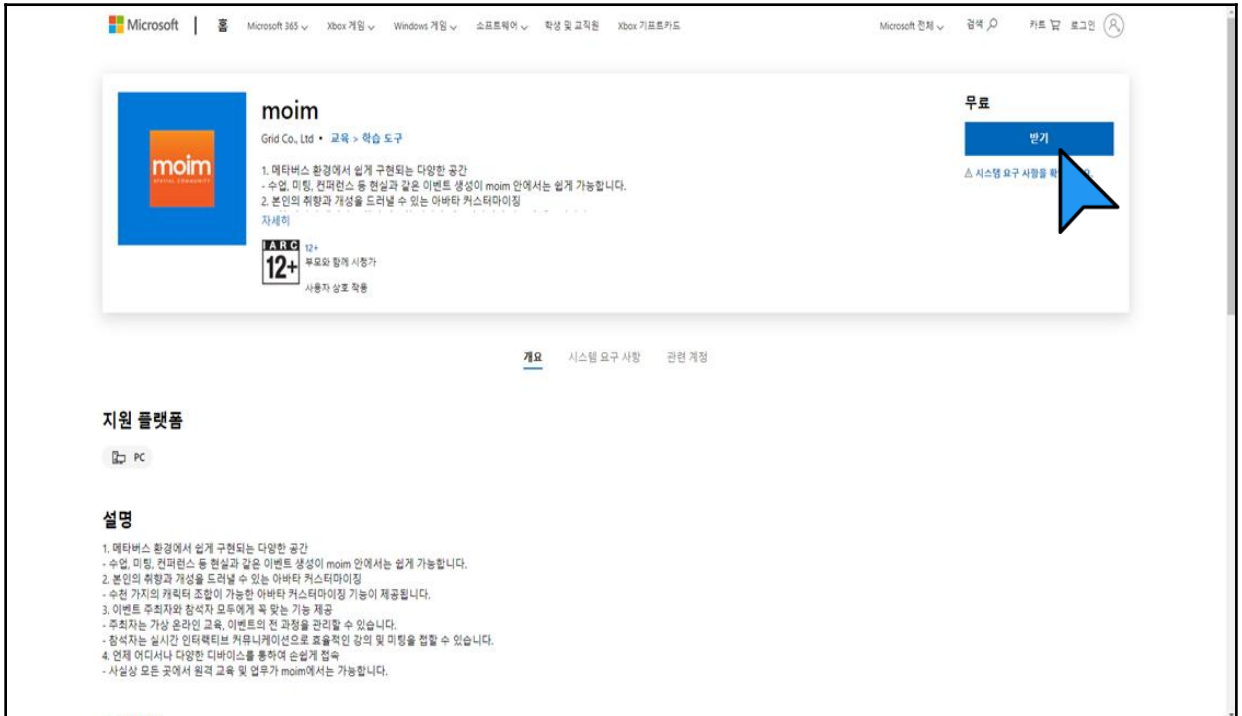 Microsoft 홈 Microsoft 365 Xbox 게임 Windows 게임 소프트웨어 학생 및 교직원 Xbox 기프트카드 Microsoft 전체 검색 카트 로그인
moim
SPATIAL COMMUNITY
moim
Grid Co., Ltd • 교육 > 학습 도구
1. 메타버스 환경에서 쉽게 구현되는 다양한 공간
- 수업, 미팅, 컨퍼런스 등 현실과 같은 이벤트 생성이 moim 안에서는 쉽게 가능합니다.
2. 본인의 취향과 개성을 드러낼 수 있는 아바타 커스터마이징
자세히
IARC
12+
12+
부모와 함께 시청가
사용자 상호 작용
무료
받기
시스템 요구 사항을
개요 시스템 요구 사항 관련 계정
지원 플랫폼
PC
설명
1. 메타버스 환경에서 쉽게 구현되는 다양한 공간
- 수업, 미팅, 컨퍼런스 등 현실과 같은 이벤트 생성이 moim 안에서는 쉽게 가능합니다.
2. 본인의 취향과 개성을 드러낼 수 있는 아바타 커스터마이징
- 수천 가지의 캐릭터 조합이 가능한 아바타 커스터마이징 기능이 제공됩니다.
3. 이벤트 주최자와 참석자 모두에게 꼭 맞는 기능 제공
- 주최자는 가상 온라인 교육, 이벤트의 전 과정을 관리할 수 있습니다.
- 참석자는 실시간 인터랙티브 커뮤니케이션으로 효율적인 강의 및 미팅을 접할 수 있습니다.
4. 언제 어디서나 다양한 디바이스를 통하여 손쉽게 접속
- 사실상 모든 곳에서 원격 교육 및 업무가 moim에서는 가능합니다.